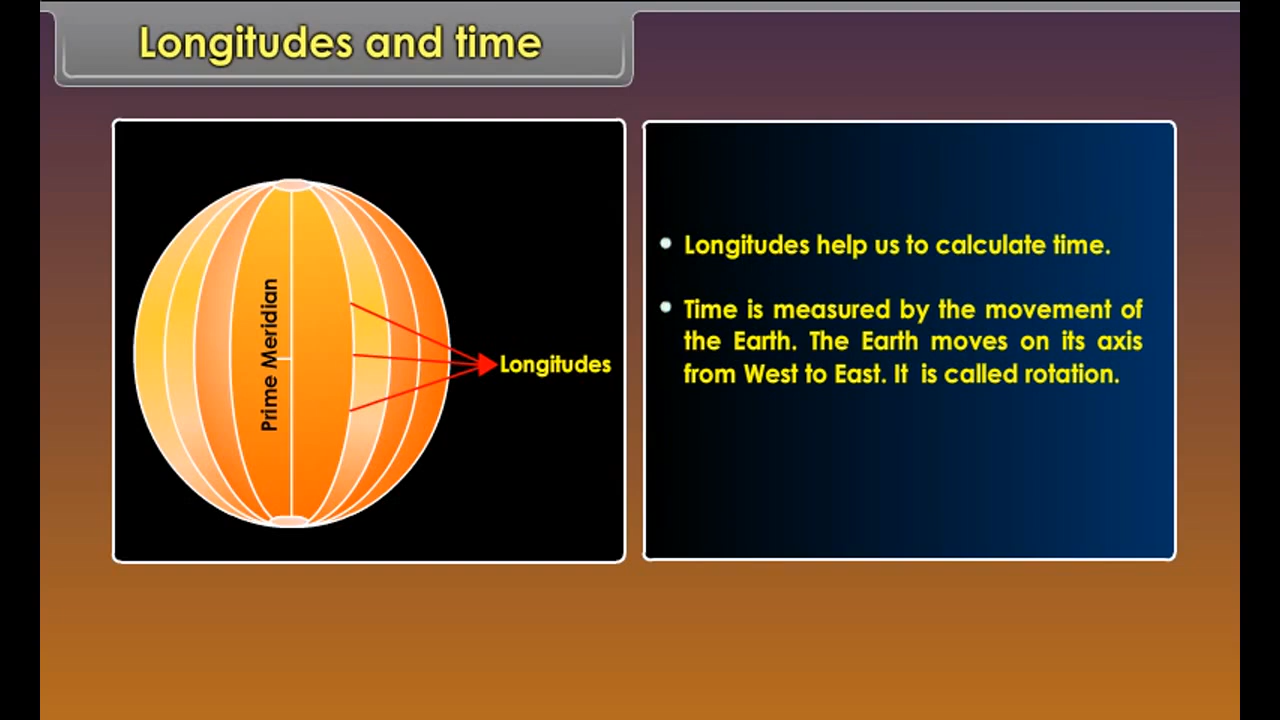 Longitudes and time
Prime Meridian
Longitudes
• Longitudes help us to calculate time.
• Time is measured by the movement of
the Earth. The Earth moves on its axis
from West to East. It is called rotation.